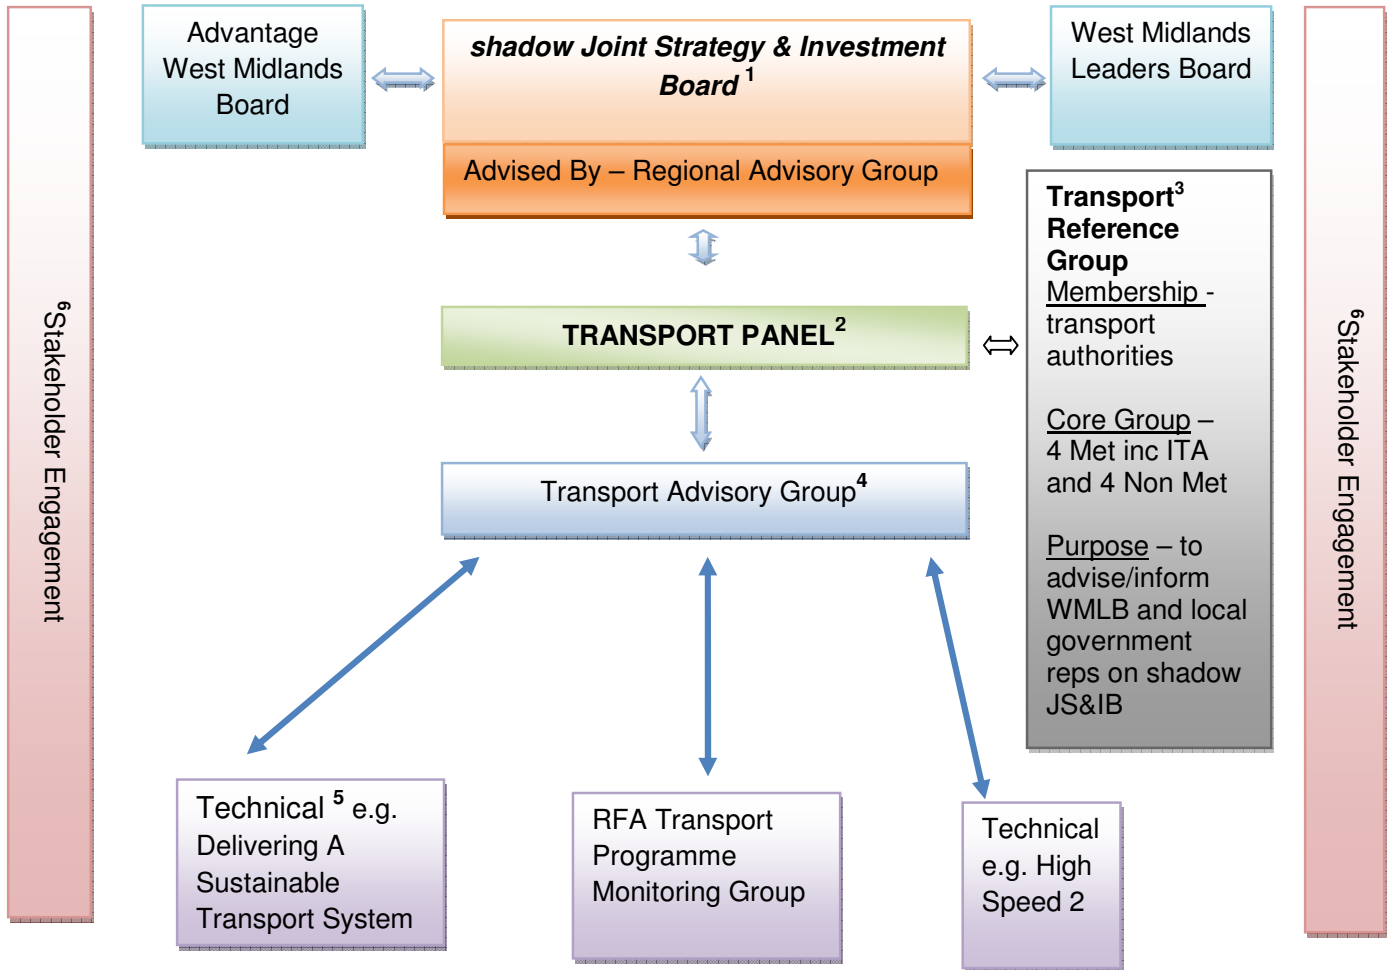 Advantage
West Midlands
Board
shadow Joint Strategy & Investment
Board 1
Advised By – Regional Advisory Group
West Midlands
Leaders Board
6Stakeholder Engagement
TRANSPORT PANEL2
Transport3
Reference
Group
Membership -
transport
authorities
Core Group –
4 Met inc ITA
and 4 Non Met
Purpose – to
advise/inform
WMLB and local
government
reps on shadow
JS&IB
6Stakeholder Engagement
Transport Advisory Group4
Technical 5 e.g.
Delivering A
Sustainable
Transport System
RFA Transport
Programme
Monitoring Group
Technical
e.g. High
Speed 2